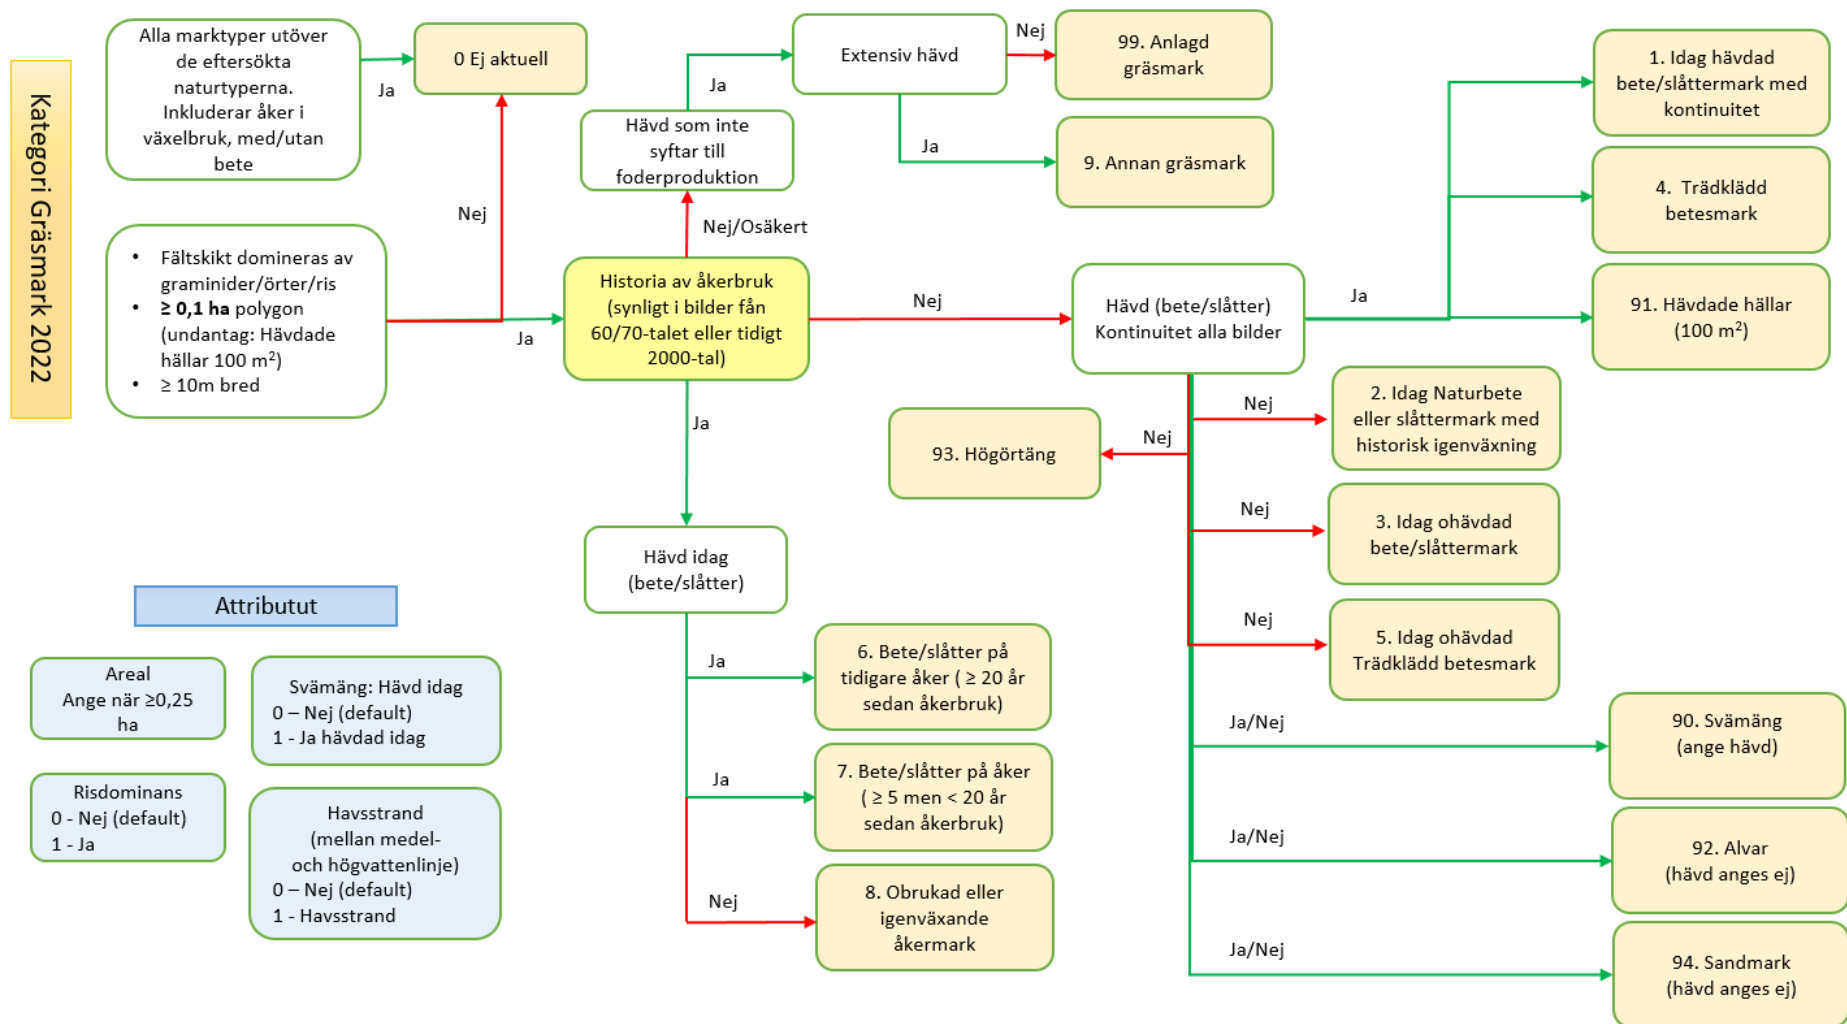 Kategori Gräsmark 2022
Alla marktyper utöver
de eftersökta
naturtyperna.
Inkluderar åker i
växelbruk, med/utan
bete
Ja
0 Ej aktuell
Nej
• Fältskikt domineras av
graminider/örter/ris
• ≥ 0,1 ha polygon
(undantag: Hävdade
hällar 100 m²)
• ≥ 10m bred
Ja
Hävd som inte
syftar till
foderproduktion
Ja
Nej/Osäkert
Extensiv hävd
Nej
99. Anlagd
gräsmark
Ja
9. Annan gräsmark
Historia av åkerbruk
(synligt i bilder fån
60/70-talet eller tidigt
2000-tal)
Nej
Ja
Hävd (bete/slåtter)
Kontinuitet alla bilder
Ja
1. Idag hävdad
bete/slåttermark med
kontinuitet
4. Trädklädd
betesmark
91. Hävdade hällar
(100 m²)
Nej
2. Idag Naturbete
eller slåttermark med
historisk igenväxning
Nej
93. Högörtäng
Nej
3. Idag ohävdad
bete/slåttermark
Nej
5. Idag ohävdad
Trädklädd betesmark
Ja/Nej
90. Svämäng
(ange hävd)
Ja/Nej
92. Alvar
(hävd anges ej)
Ja/Nej
94. Sandmark
(hävd anges ej)
Hävd idag
(bete/slåtter)
Ja
6. Bete/slåtter på
tidigare åker ( ≥ 20 år
sedan åkerbruk)
Ja
7. Bete/slåtter på åker
( ≥ 5 men < 20 år
sedan åkerbruk)
Nej
8. Obrukad eller
igenväxande
åkermark
Attributut
Areal
Ange när ≥0,25
ha
Svämäng: Hävd idag
0 – Nej (default)
1 - Ja hävdad idag
Risdominans
0 - Nej (default)
1 - Ja
Havsstrand
(mellan medel-
och högvattenlinje)
0 – Nej (default)
1 - Havsstrand